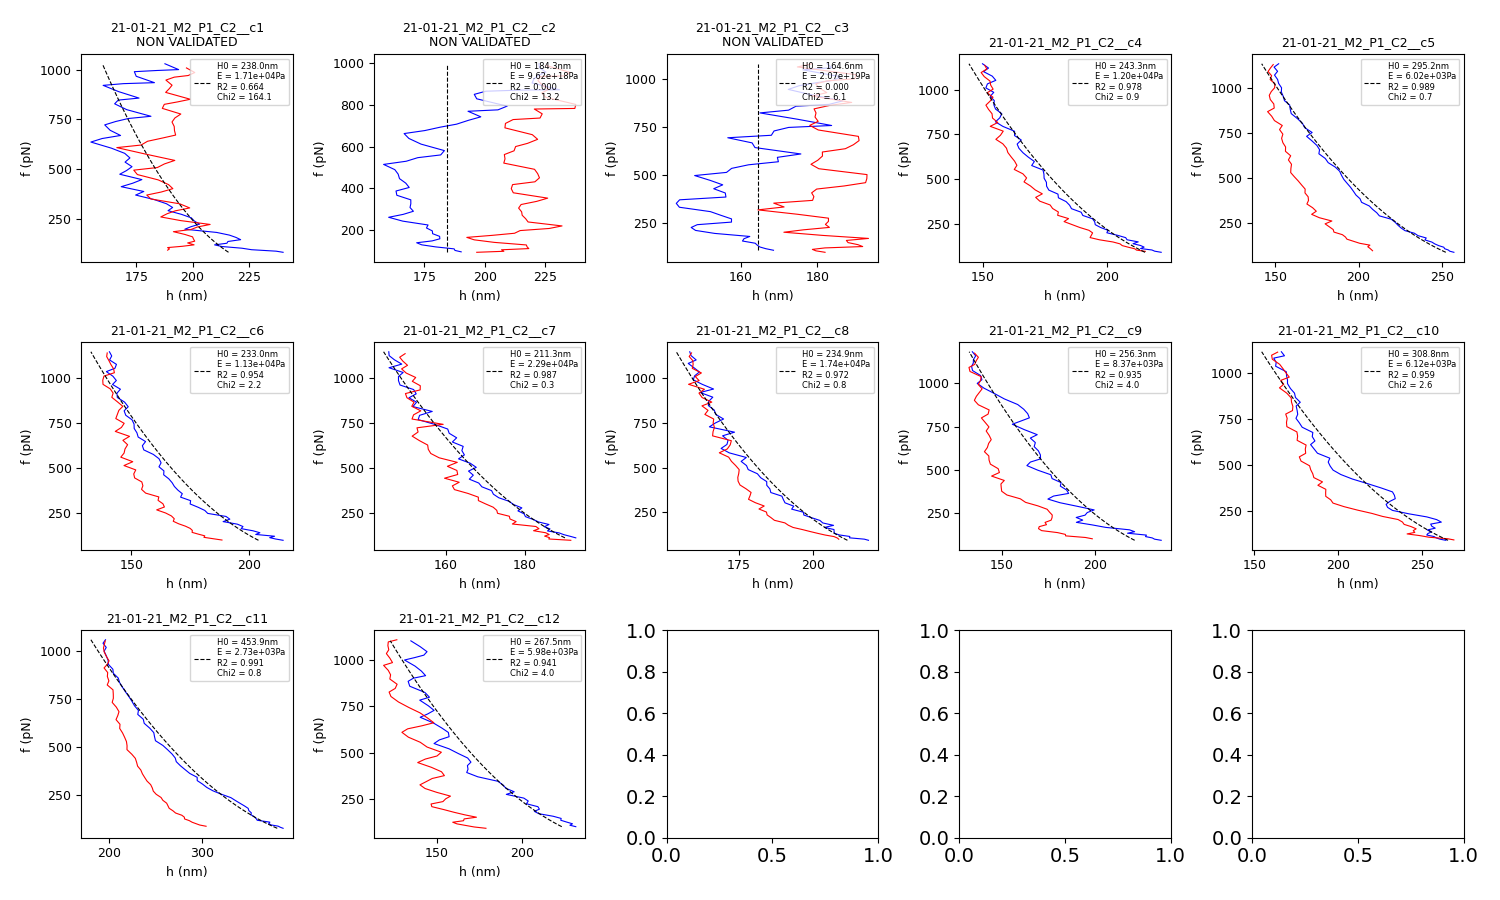 21-01-21_M2_P1_C2__c1
NON VALIDATED
H0 = 238.0nm
E = 1.71e+04Pa
R2 = 0.664
Chi2 = 164.1
1000
750
500
250
f (pN)
175 200 225
h (nm)
21-01-21_M2_P1_C2__c2
NON VALIDATED
H0 = 184.3nm
E = 9.62e+18Pa
R2 = 0.000
Chi2 = 13.2
1000
800
600
400
200
f (pN)
175 200 225
h (nm)
21-01-21_M2_P1_C2__c3
NON VALIDATED
H0 = 164.6nm
E = 2.07e+19Pa
R2 = 0.000
Chi2 = 6.1
1000
750
500
250
f (pN)
160 180
h (nm)
21-01-21_M2_P1_C2__c4
H0 = 243.3nm
E = 1.20e+04Pa
R2 = 0.978
Chi2 = 0.9
1000
750
500
250
f (pN)
150 200
h (nm)
21-01-21_M2_P1_C2__c5
H0 = 295.2nm
E = 6.02e+03Pa
R2 = 0.989
Chi2 = 0.7
1000
750
500
250
f (pN)
150 200 250
h (nm)
21-01-21_M2_P1_C2__c6
H0 = 233.0nm
E = 1.13e+04Pa
R2 = 0.954
Chi2 = 2.2
1000
750
500
250
f (pN)
150 200
h (nm)
21-01-21_M2_P1_C2__c7
H0 = 211.3nm
E = 2.29e+04Pa
R2 = 0.987
Chi2 = 0.3
1000
750
500
250
f (pN)
160 180
h (nm)
21-01-21_M2_P1_C2__c8
H0 = 234.9nm
E = 1.74e+04Pa
R2 = 0.972
Chi2 = 0.8
1000
750
500
250
f (pN)
175 200
h (nm)
21-01-21_M2_P1_C2__c9
H0 = 256.3nm
E = 8.37e+03Pa
R2 = 0.935
Chi2 = 4.0
1000
750
500
250
f (pN)
150 200
h (nm)
21-01-21_M2_P1_C2__c10
H0 = 308.8nm
E = 6.12e+03Pa
R2 = 0.959
Chi2 = 2.6
1000
750
500
250
f (pN)
150 200 250
h (nm)
21-01-21_M2_P1_C2__c11
H0 = 453.9nm
E = 2.73e+03Pa
R2 = 0.991
Chi2 = 0.8
1000
750
500
250
f (pN)
200 300
h (nm)
21-01-21_M2_P1_C2__c12
H0 = 267.5nm
E = 5.98e+03Pa
R2 = 0.941
Chi2 = 4.0
1000
750
500
250
f (pN)
150 200
h (nm)
1.0
0.8
0.6
0.4
0.2
0.0
0.0 0.5 1.0
1.0
0.8
0.6
0.4
0.2
0.0
0.0 0.5 1.0
1.0
0.8
0.6
0.4
0.2
0.0
0.0 0.5 1.0